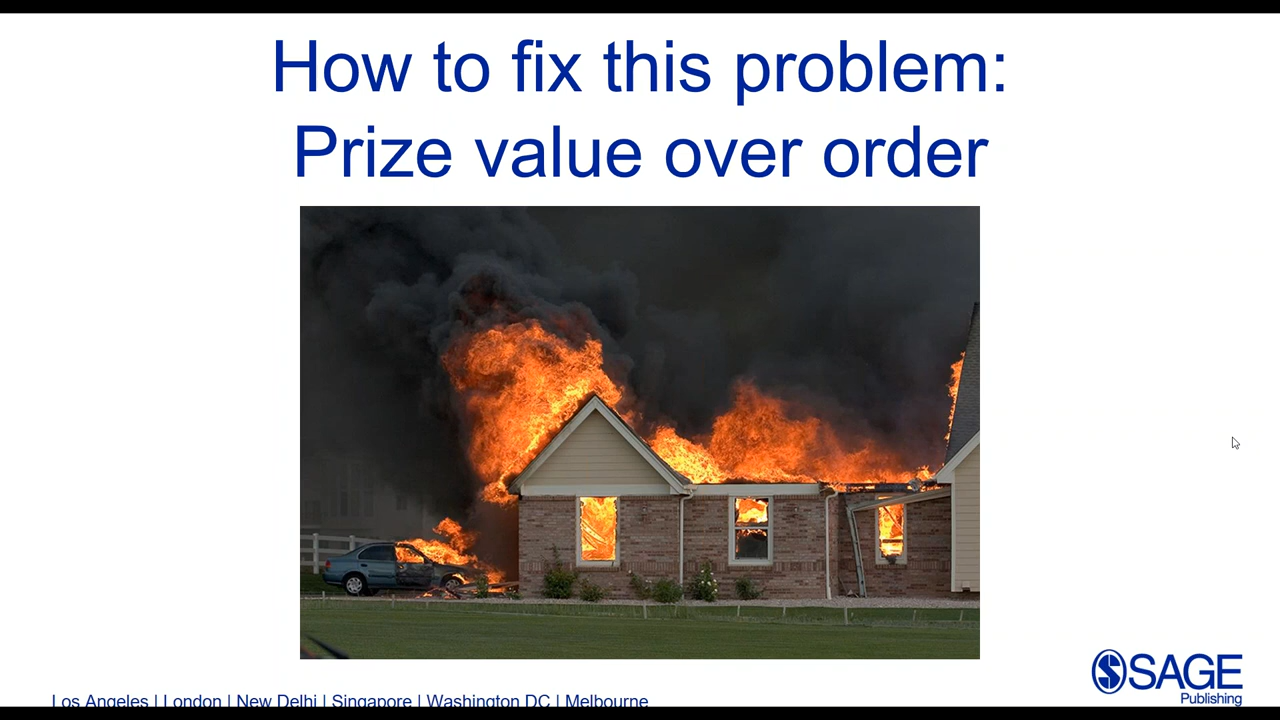 How to fix this problem:
Prize value over order
SAGE
Publishing
Los Angeles | London | New Delhi | Singapore | Washington DC | Melbourne